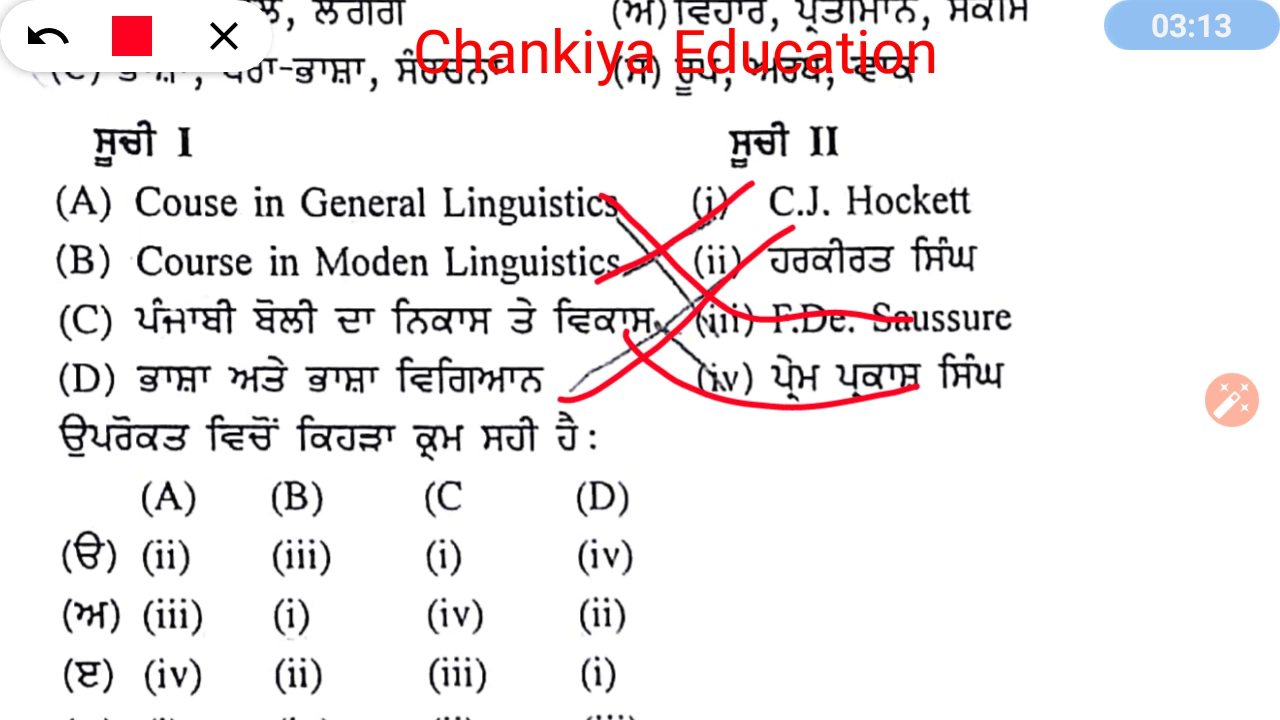 03:13
Chankiya Education
ਰੂਪ, ਅਰਥ, ਵਾਕ
ਸੂਚੀ I ਸੂਚੀ II
(A) Couse in General Linguistics (i) C.J. Hockett
(B) Course in Moden Linguistics (ii) ਹਰਕੀਰਤ ਸਿੰਘ
(C) ਪੰਜਾਬੀ ਬੋਲੀ ਦਾ ਨਿਕਾਸ ਤੇ ਵਿਕਾਸ (iii) F.De. Saussure
(D) ਭਾਸ਼ਾ ਅਤੇ ਭਾਸ਼ਾ ਵਿਗਿਆਨ (iv) ਪ੍ਰੇਮ ਪ੍ਰਕਾਸ਼ ਸਿੰਘ
ਉਪਰੋਕਤ ਵਿਚੋਂ ਕਿਹੜਾ ਕ੍ਰਮ ਸਹੀ ਹੈ :
(A) (B) (C (D)
(ੳ) (ii) (iii) (i) (iv)
(ਅ) (iii) (i) (iv) (ii)
(ੲ) (iv) (ii) (iii) (i)